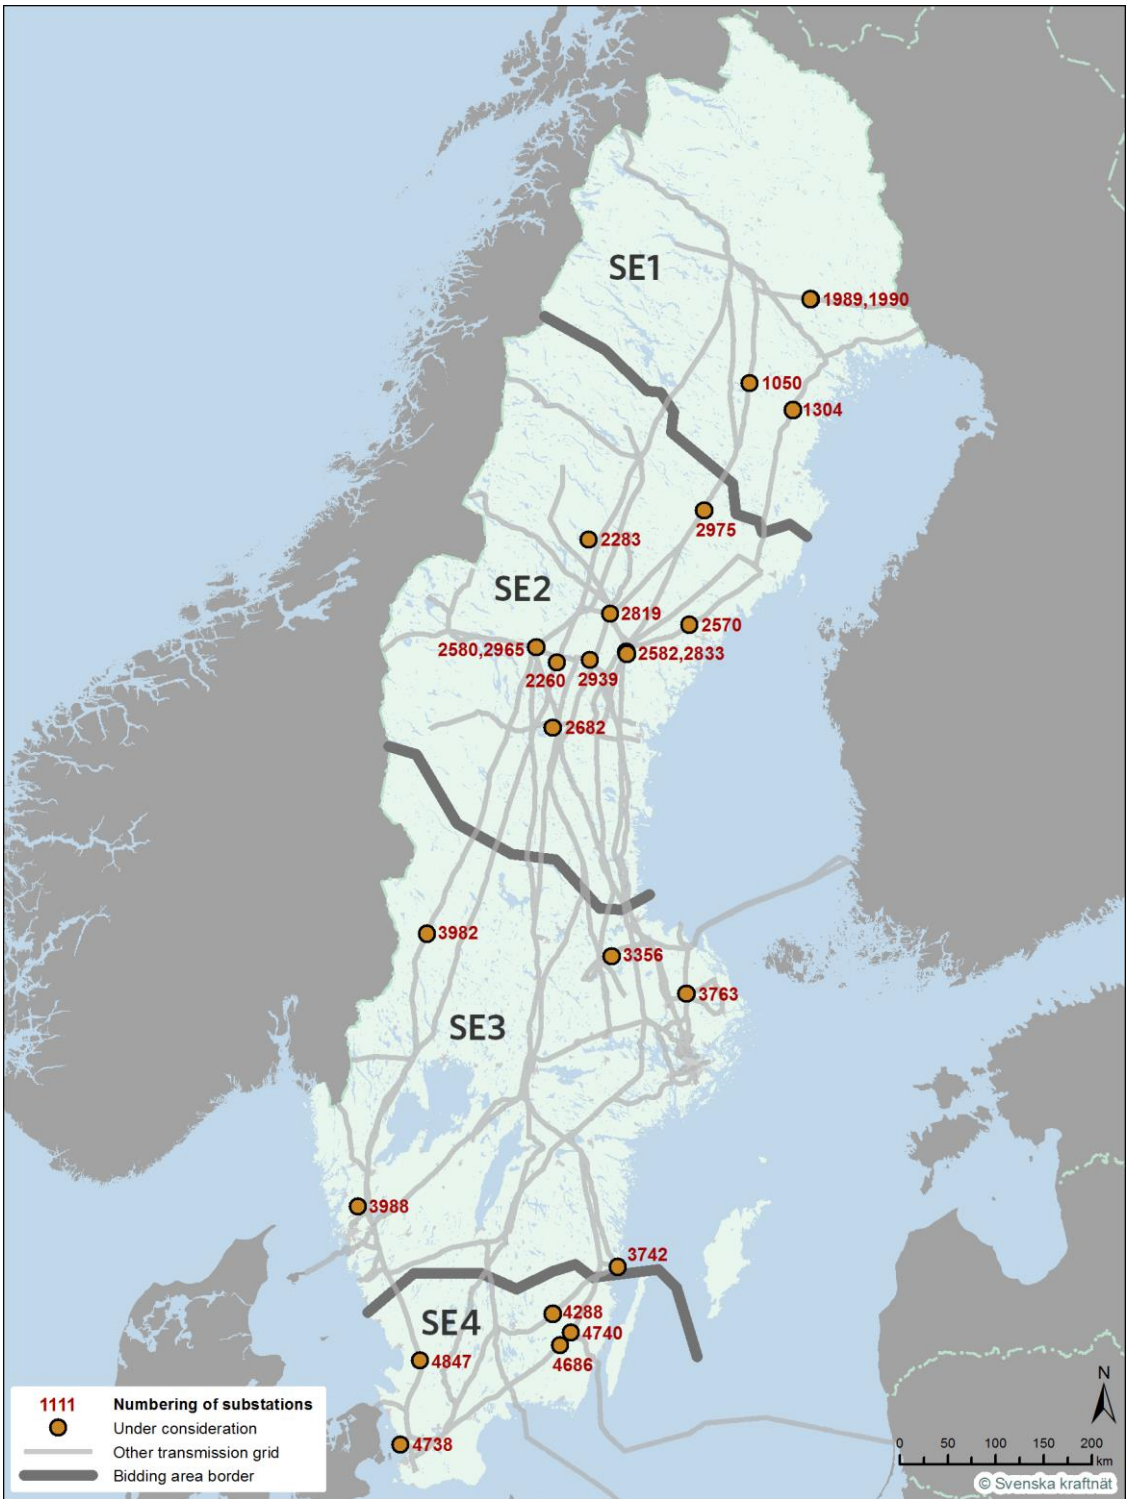 SE1
1989,1990
1050
1304
2975
2283
SE2
2819
2570
2580,2965
2582,2833
2260
2939
2682
3982
3356
3763
SE3
3988
3742
4288
SE4
4740
4686
4847
4738
1111 Numbering of substations
Under consideration
Other transmission grid
Bidding area border
N
0 50 100 150 200
km
© Svenska kraftnät